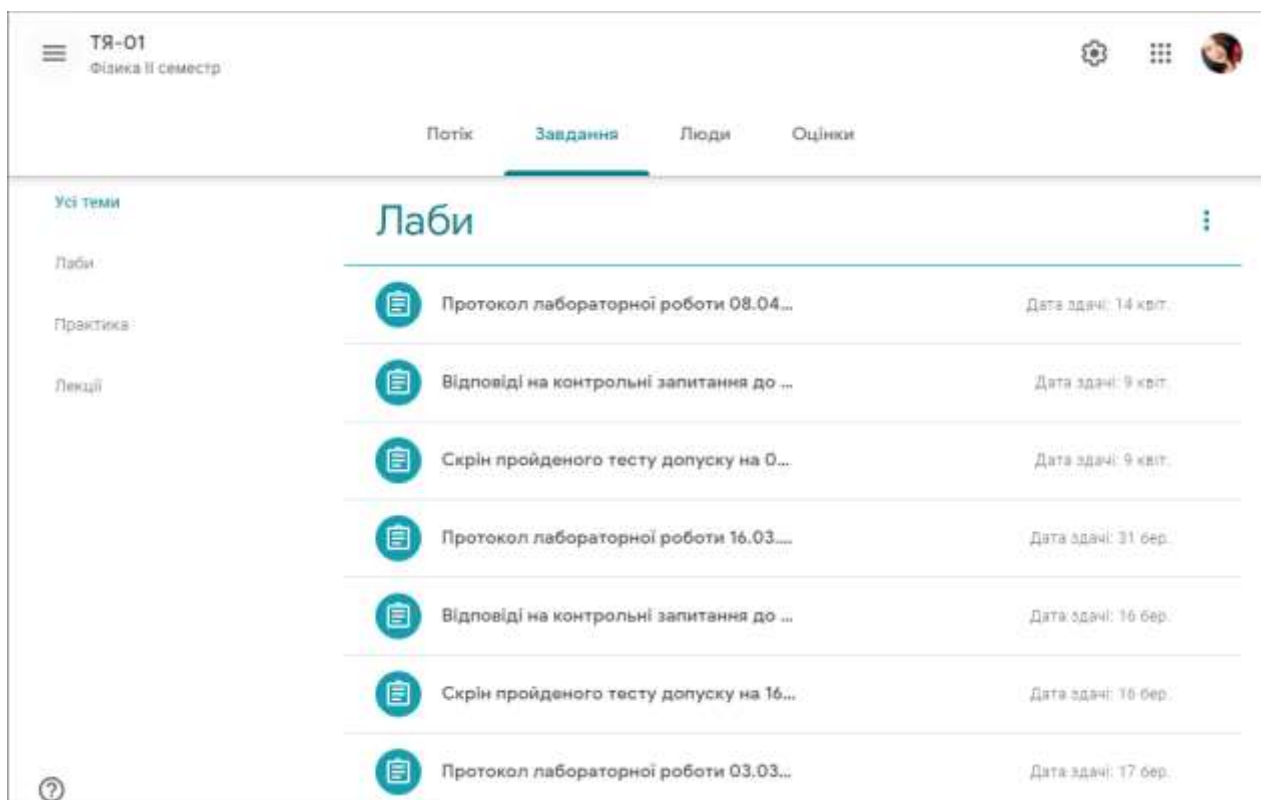 ТЯ-01
Фізика ІІ семестр
Потік Завдання Люди Оцінки
Усі теми
Лаби
Практика
Лекції
Лаби
Протокол лабораторної роботи 08.04... Дата здачі: 14 квіт.
Відповіді на контрольні запитання до ... Дата здачі: 9 квіт.
Скрін пройденого тесту допуску на 0... Дата здачі: 9 квіт.
Протокол лабораторної роботи 16.03.... Дата здачі: 31 бер.
Відповіді на контрольні запитання до ... Дата здачі: 16 бер.
Скрін пройденого тесту допуску на 16... Дата здачі: 16 бер.
Протокол лабораторної роботи 03.03... Дата здачі: 17 бер.